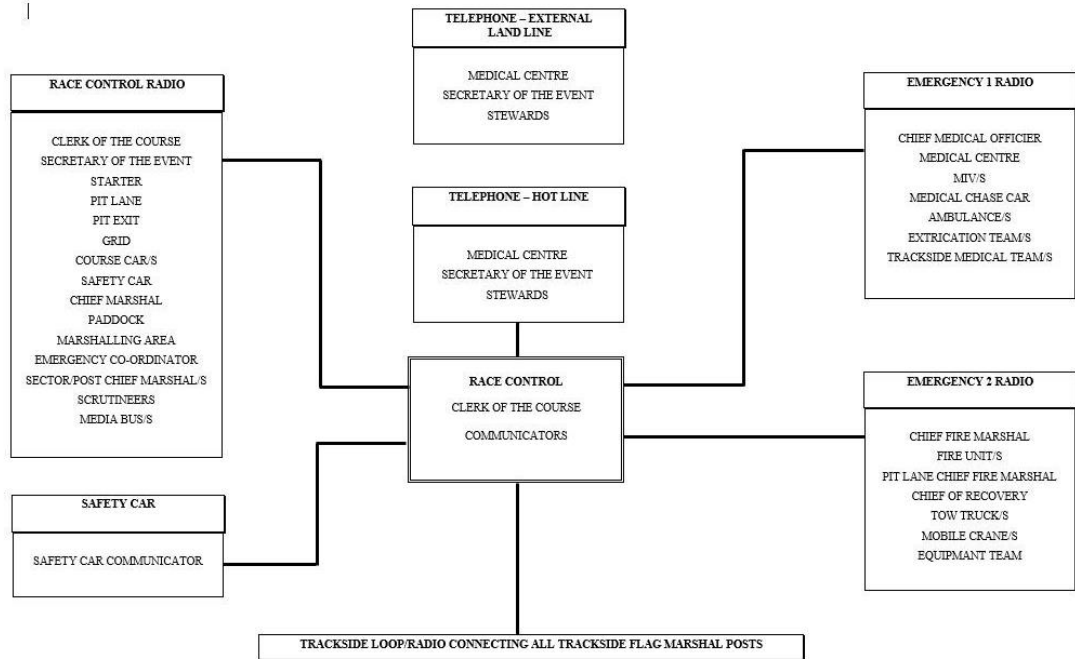 TELEPHONE – EXTERNAL
LAND LINE
MEDICAL CENTRE
SECRETARY OF THE EVENT
STEWARDS
RACE CONTROL RADIO
CLERK OF THE COURSE
SECRETARY OF THE EVENT
STARTER
PIT LANE
PIT EXIT
GRID
COURSE CAR/S
SAFETY CAR
CHIEF MARSHAL
PADDOCK
MARSHALLING AREA
EMERGENCY CO-ORDINATOR
SECTOR/POST CHIEF MARSHAL/S
SCRUTINEERS
MEDIA BUS/S
TELEPHONE – HOT LINE
MEDICAL CENTRE
SECRETARY OF THE EVENT
STEWARDS
EMERGENCY 1 RADIO
CHIEF MEDICAL OFFICIER
MEDICAL CENTRE
MIV/S
MEDICAL CHASE CAR
AMBULANCE/S
EXTRICATION TEAM/S
TRACKSIDE MEDICAL TEAM/S
RACE CONTROL
CLERK OF THE COURSE
COMMUNICATORS
EMERGENCY 2 RADIO
CHIEF FIRE MARSHAL
FIRE UNIT/S
PIT LANE CHIEF FIRE MARSHAL
CHIEF OF RECOVERY
TOW TRUCK/S
MOBILE CRANE/S
EQUIPMANT TEAM
SAFETY CAR
SAFETY CAR COMMUNICATOR
TRACKSIDE LOOP/RADIO CONNECTING ALL TRACKSIDE FLAG MARSHAL POSTS